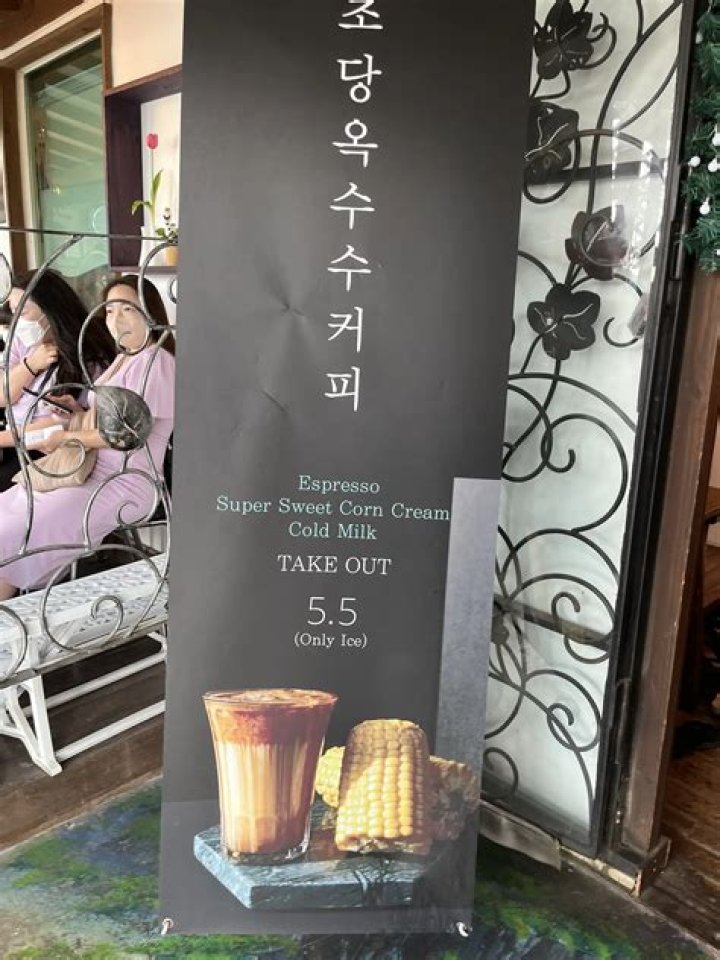 초당옥수수커피
Espresso
Super Sweet Corn Cream
Cold Milk
TAKE OUT
5.5
(Only Ice)